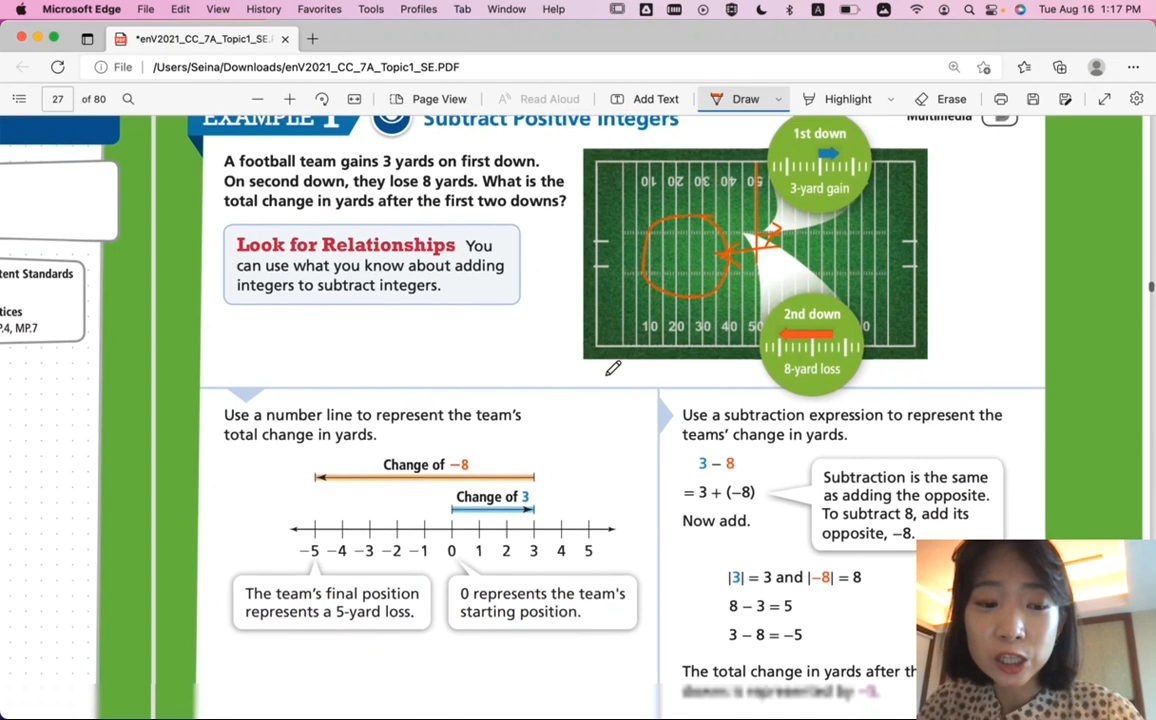 Microsoft Edge File Edit View History Favorites Tools Profiles Tab Window Help A Tue Aug 16 1:17 PM
*enV2021_CC_7A_Topic1_SE.F
File /Users/Seina/Downloads/enV2021_CC_7A_Topic1_SE.PDF
27 of 80 Page View Read Aloud Add Text Draw Highlight Erase
EXAMPLE 1 Subtract Positive Integers Multimedia
A football team gains 3 yards on first down.
On second down, they lose 8 yards. What is the
total change in yards after the first two downs?
Look for Relationships You
can use what you know about adding
integers to subtract integers.
1st down
3-yard gain
10 20 30 40 50
2nd down
8-yard loss
10 20 30 40 50 0
tent Standards
tices
P.4, MP.7
Use a number line to represent the team's
total change in yards.
Change of −8
Change of 3
−5 −4 −3 −2 −1 0 1 2 3 4 5
The team's final position
represents a 5-yard loss.
0 represents the team's
starting position.
Use a subtraction expression to represent the
teams' change in yards.
3 − 8
= 3 + (−8)
Now add.
Subtraction is the same
as adding the opposite.
To subtract 8, add its
opposite, −8.
|3| = 3 and |−8| = 8
8 − 3 = 5
3 − 8 = −5
The total change in yards after th